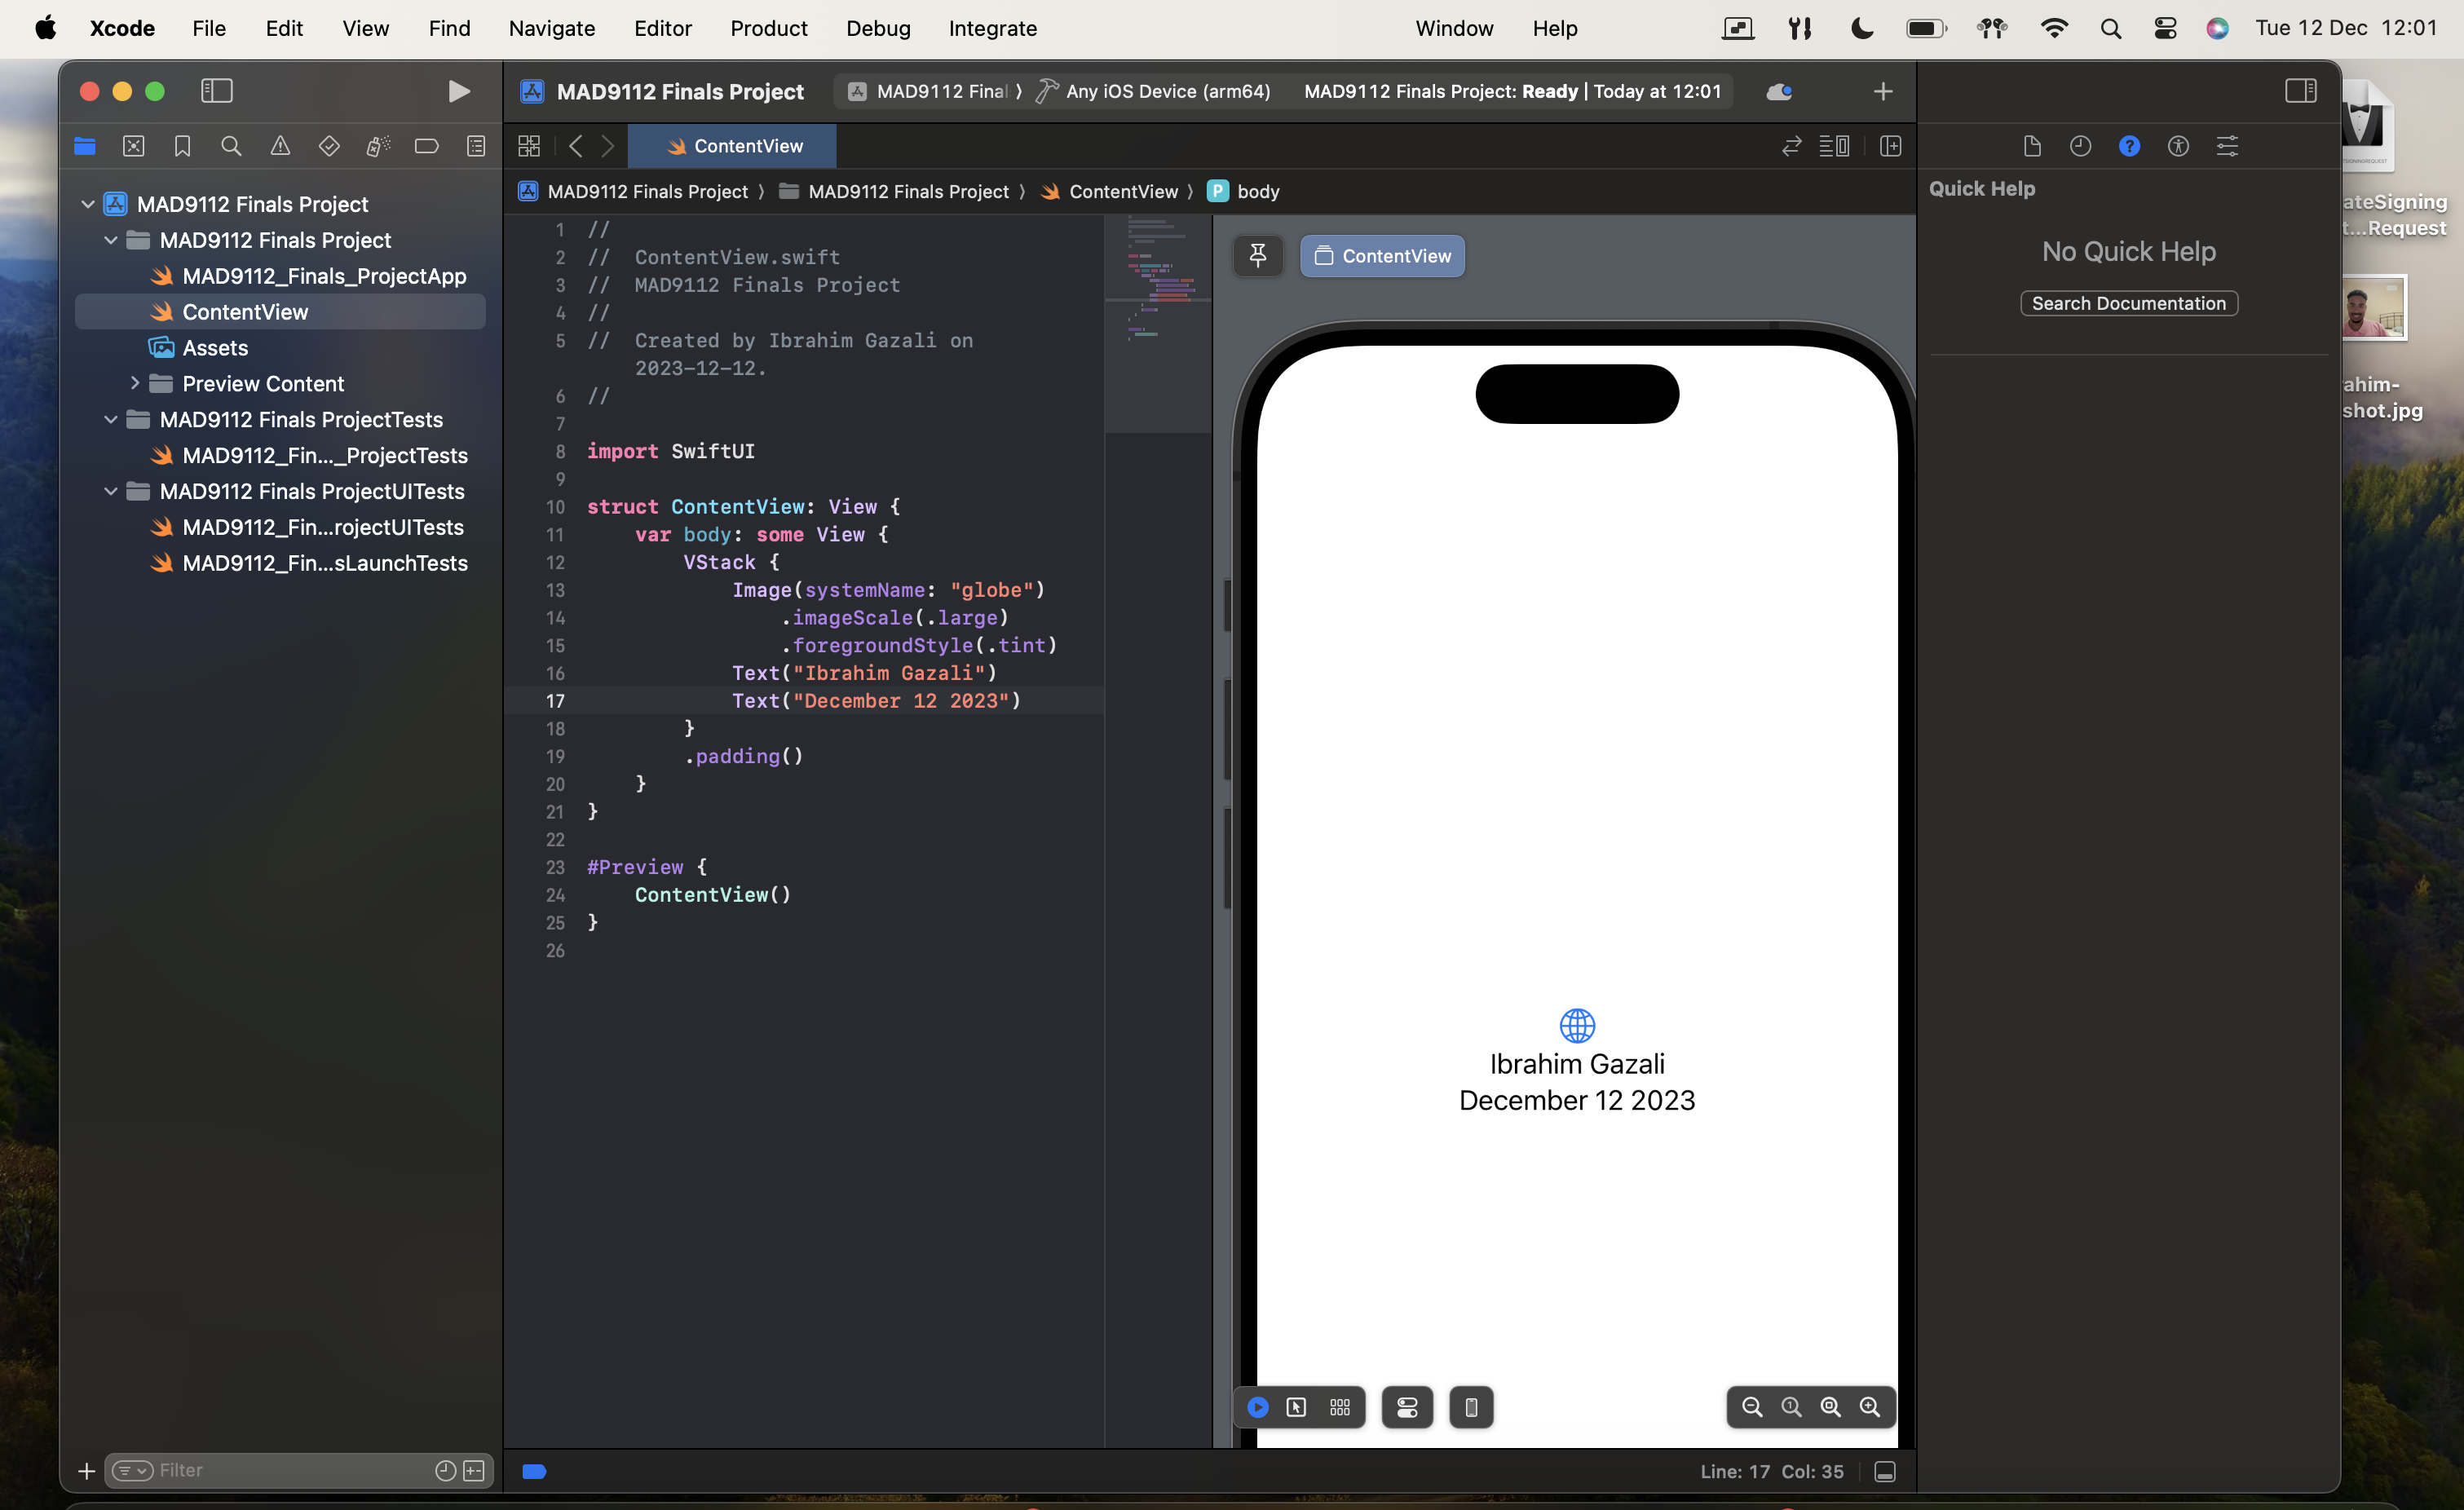 Xcode File Edit View Find Navigate Editor Product Debug Integrate Window Help Tue 12 Dec 12:01
MAD9112 Finals Project
MAD9112 Final 〉 Any iOS Device (arm64)
MAD9112 Finals Project: Ready | Today at 12:01
ContentView
MAD9112 Finals Project 〉 MAD9112 Finals Project 〉 ContentView 〉 P body
MAD9112 Finals Project
MAD9112 Finals Project
MAD9112_Finals_ProjectApp
ContentView
Assets
Preview Content
MAD9112 Finals ProjectTests
MAD9112_Fin..._ProjectTests
MAD9112 Finals ProjectUITests
MAD9112_Fin...rojectUITests
MAD9112_Fin...sLaunchTests
Filter
1 //
2 //  ContentView.swift
3 //  MAD9112 Finals Project
4 //
5 //  Created by Ibrahim Gazali on
2023-12-12.
6 //
7
8 import SwiftUI
9
10 struct ContentView: View {
11     var body: some View {
12         VStack {
13             Image(systemName: "globe")
14                 .imageScale(.large)
15                 .foregroundStyle(.tint)
16             Text("Ibrahim Gazali")
17             Text("December 12 2023")
18         }
19         .padding()
20     }
21 }
22
23 #Preview {
24     ContentView()
25 }
26
ContentView
Ibrahim Gazali
December 12 2023
Line: 17 Col: 35
Quick Help
No Quick Help
Search Documentation
ateSigning
t...Request
ahim-
shot.jpg